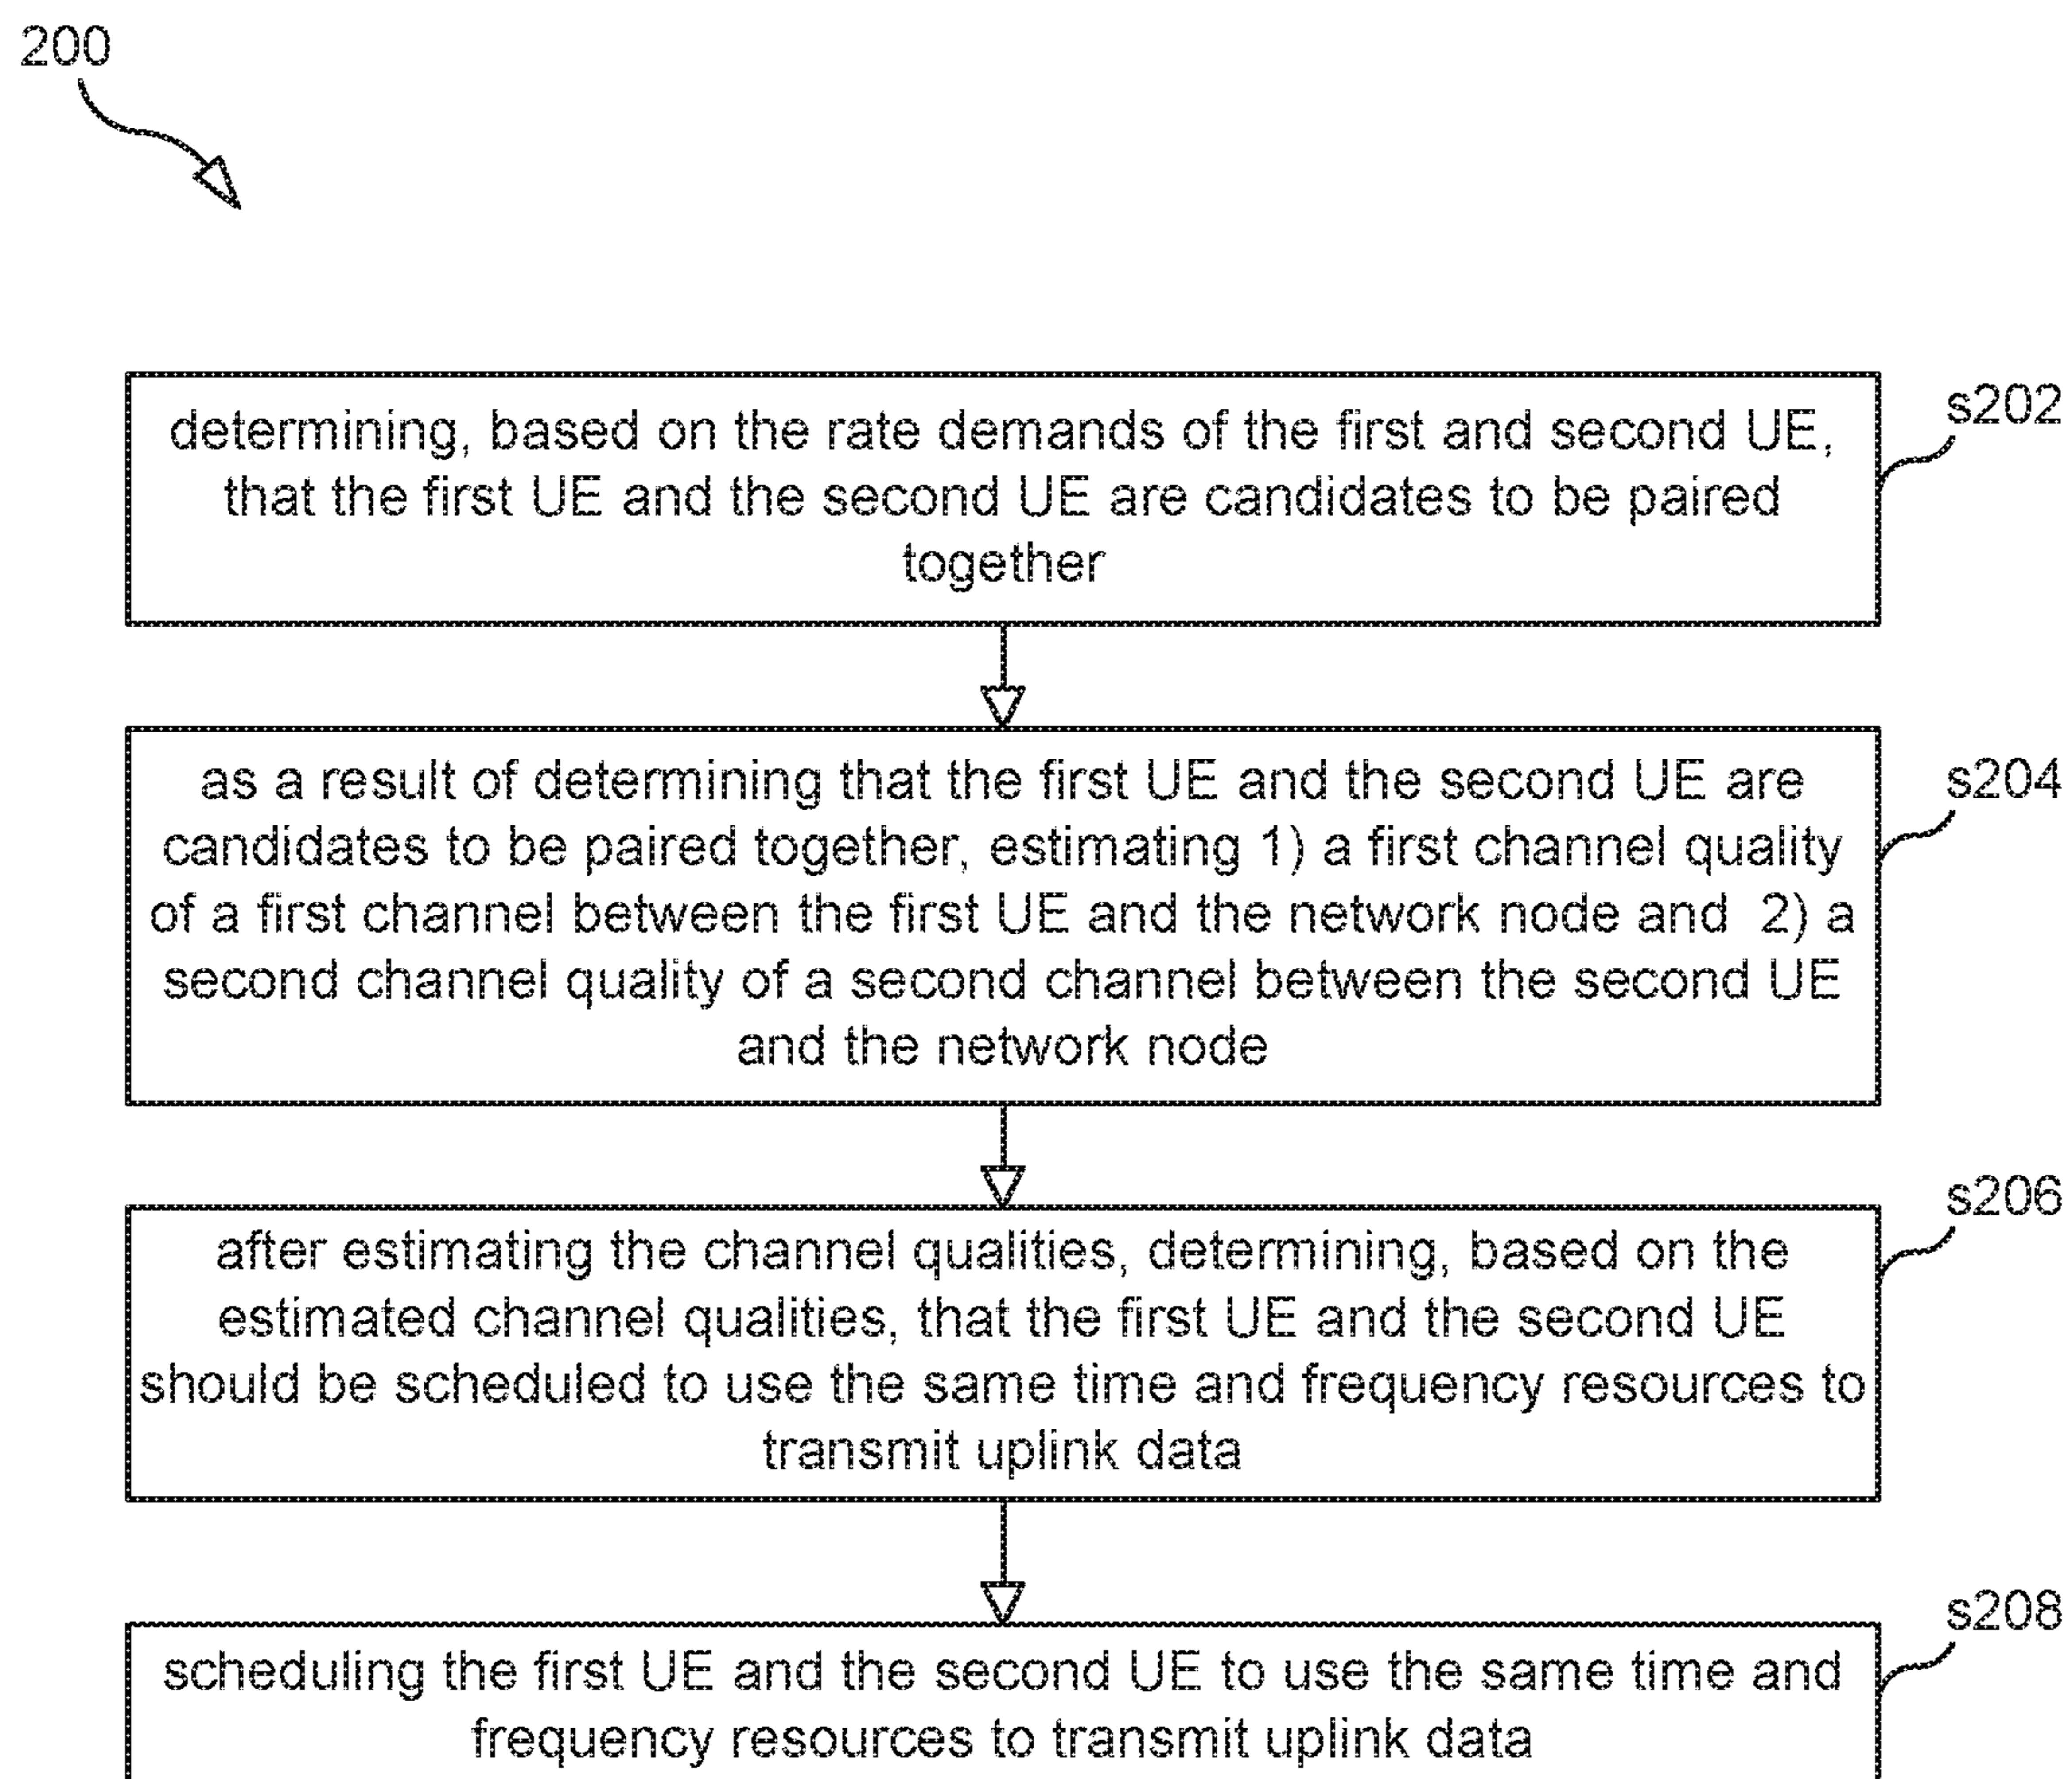 200
s202
determining, based on the rate demands of the first and second UE,
that the first UE and the second UE are candidates to be paired
together
s204
as a result of determining that the first UE and the second UE are
candidates to be paired together, estimating 1) a first channel quality
of a first channel between the first UE and the network node and 2) a
second channel quality of a second channel between the second UE
and the network node
s206
after estimating the channel qualities, determining, based on the
estimated channel qualities, that the first UE and the second UE
should be scheduled to use the same time and frequency resources to
transmit uplink data
s208
scheduling the first UE and the second UE to use the same time and
frequency resources to transmit uplink data